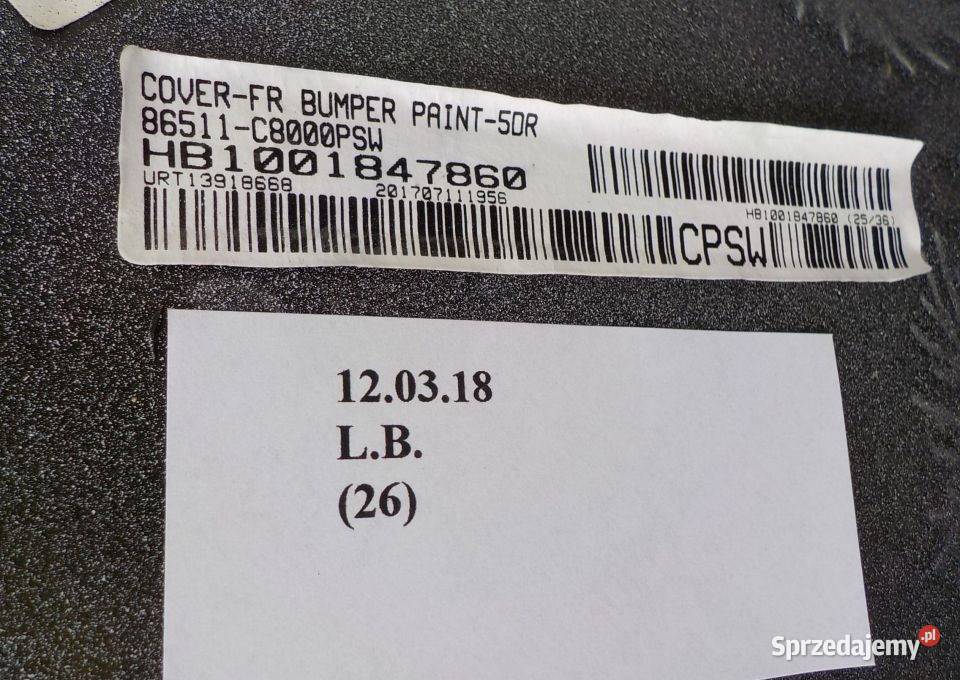 COVER-FR BUMPER PAINT-5DR
86511-C8000PSW
HB1001847860
URT13918668 201707111956
HB1001847860 (25/36)
CPSW
12.03.18
L.B.
(26)
Sprzedajemy.pl